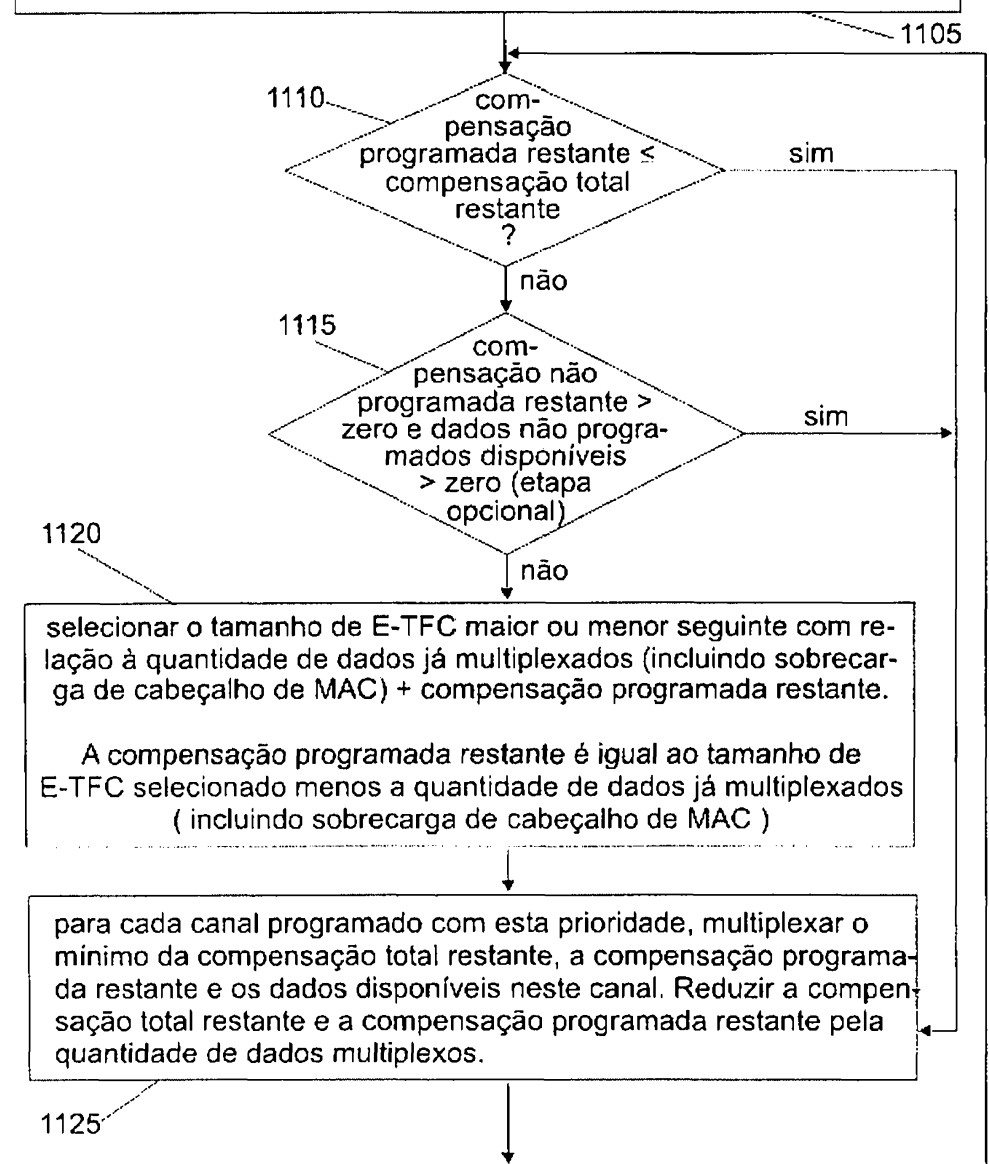 1105
1110
com-
pensação
programada restante ≤
compensação total
restante
?
sim
não
1115
com-
pensação não
programada restante >
zero e dados não progra-
mados disponíveis
> zero (etapa
opcional)
sim
não
1120
selecionar o tamanho de E-TFC maior ou menor seguinte com re-
lação à quantidade de dados já multiplexados (incluindo sobrecar-
ga de cabeçalho de MAC) + compensação programada restante.
A compensação programada restante é igual ao tamanho de
E-TFC selecionado menos a quantidade de dados já multiplexados
( incluindo sobrecarga de cabeçalho de MAC )
para cada canal programado com esta prioridade, multiplexar o
mínimo da compensação total restante, a compensação programa-
da restante e os dados disponíveis neste canal. Reduzir a compen-
sação total restante e a compensação programada restante pela
quantidade de dados multiplexos.
1125